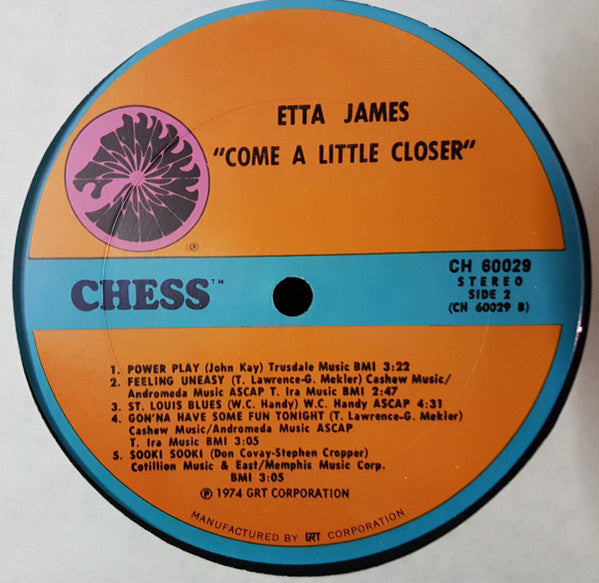 ETTA JAMES
"COME A LITTLE CLOSER"
®
CHESS™
CH 60029
STEREO
SIDE 2
(CH 60029 B)
1. POWER PLAY (John Kay) Trusdale Music BMI 3:22
2. FEELING UNEASY (T. Lawrence-G. Mekler) Cashew Music/
Andromeda Music ASCAP T. Ira Music BMI 2:47
3. ST. LOUIS BLUES (W.C. Handy) W.C. Handy ASCAP 4:31
4. GON'NA HAVE SOME FUN TONIGHT (T. Lawrence-G. Mekler)
Cashew Music/Andromeda Music ASCAP
T. Ira Music BMI 3:05
5. SOOKI SOOKI (Don Covay-Stephen Cropper)
Cotillion Music & East/Memphis Music Corp.
BMI 3:05
℗ 1974 GRT CORPORATION
MANUFACTURED BY GRT CORPORATION